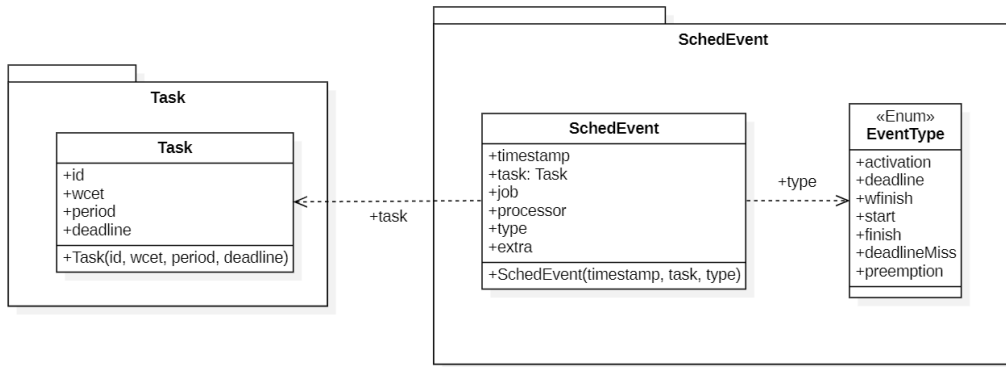 SchedEvent
Task
Task
+id
+wcet
+period
+deadline
+Task(id, wcet, period, deadline)
+task
SchedEvent
+timestamp
+task: Task
+job
+processor
+type
+extra
+SchedEvent(timestamp, task, type)
+type
«Enum»
EventType
+activation
+deadline
+wfinish
+start
+finish
+deadlineMiss
+preemption